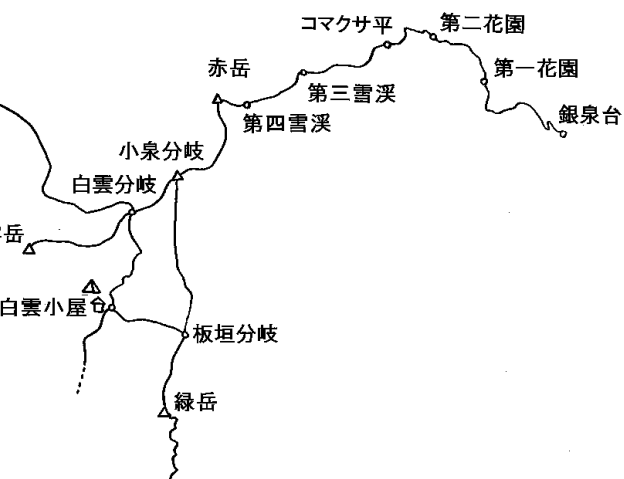 コマクサ平
第二花園
赤岳
第一花園
第三雪渓
銀泉台
第四雪渓
小泉分岐
白雲分岐
岳
白雲小屋
板垣分岐
緑岳